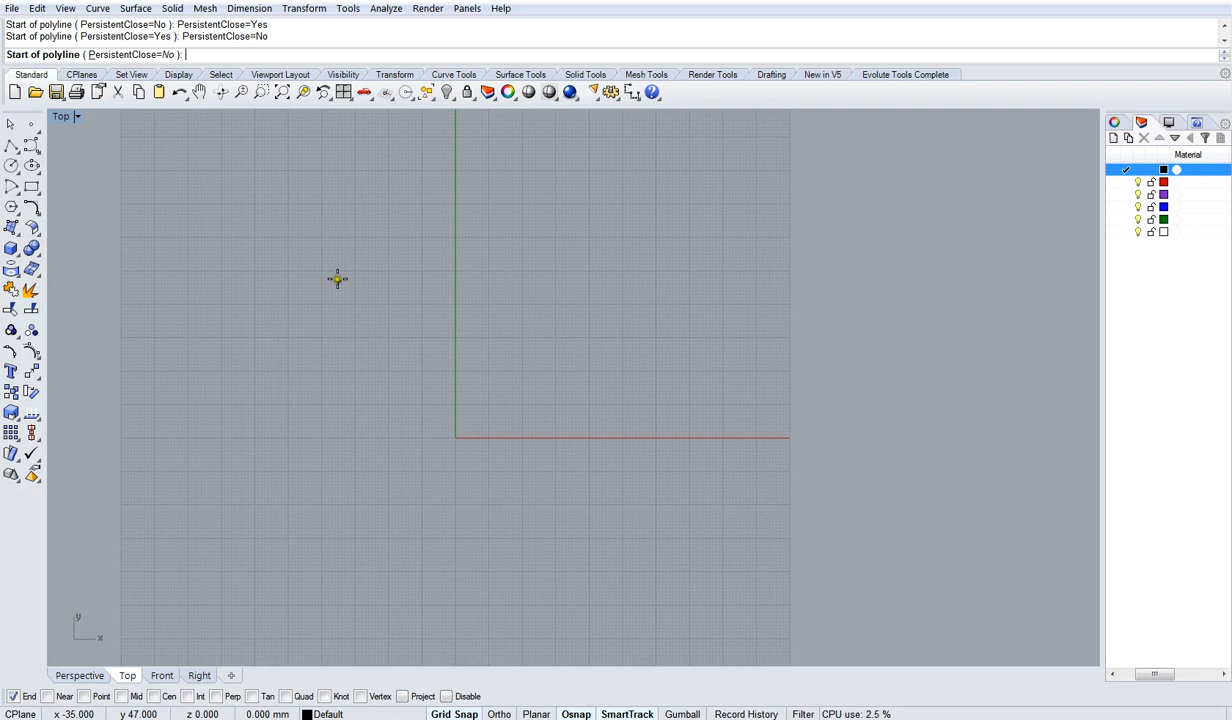 File Edit View Curve Surface Solid Mesh Dimension Transform Tools Analyze Render Panels Help
Start of polyline ( PersistentClose=No ): PersistentClose=Yes
Start of polyline ( PersistentClose=Yes ): PersistentClose=No
Start of polyline ( PersistentClose=No ):
Standard CPlanes Set View Display Select Viewport Layout Visibility Transform Curve Tools Surface Tools Solid Tools Mesh Tools Render Tools Drafting New in V5 Evolute Tools Complete
Top
Material
y
x
Perspective Top Front Right
End Near Point Mid Cen Int Perp Tan Quad Knot Vertex Project Disable
CPlane x -35.000 y 47.000 z 0.000 0.000 mm Default Grid Snap Ortho Planar Osnap SmartTrack Gumball Record History Filter CPU use: 2.5 %